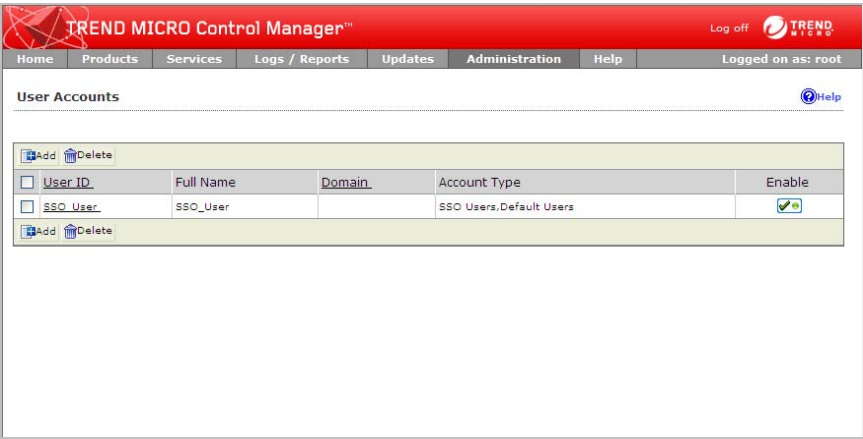 TREND MICRO Control Manager™ Log off TREND MICRO
Home Products Services Logs / Reports Updates Administration Help Logged on as: root
User Accounts Help
Add Delete
User ID Full Name Domain Account Type Enable
SSO_User SSO_User SSO Users,Default Users
Add Delete